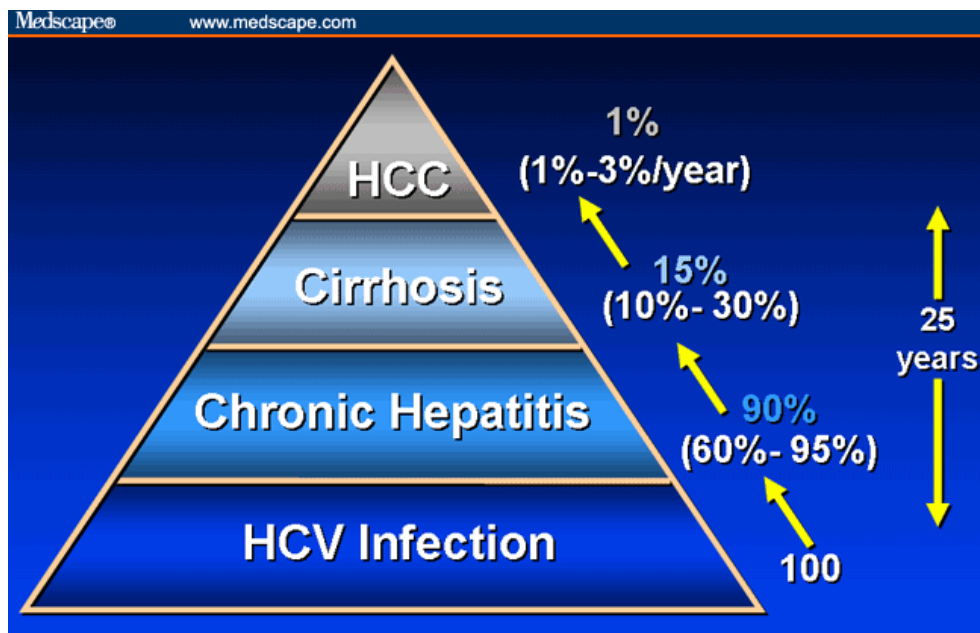 Medscape® www.medscape.com
1%
HCC (1%-3%/year)
Cirrhosis 15%
(10%- 30%)
25
years
Chronic Hepatitis 90%
(60%- 95%)
HCV Infection 100